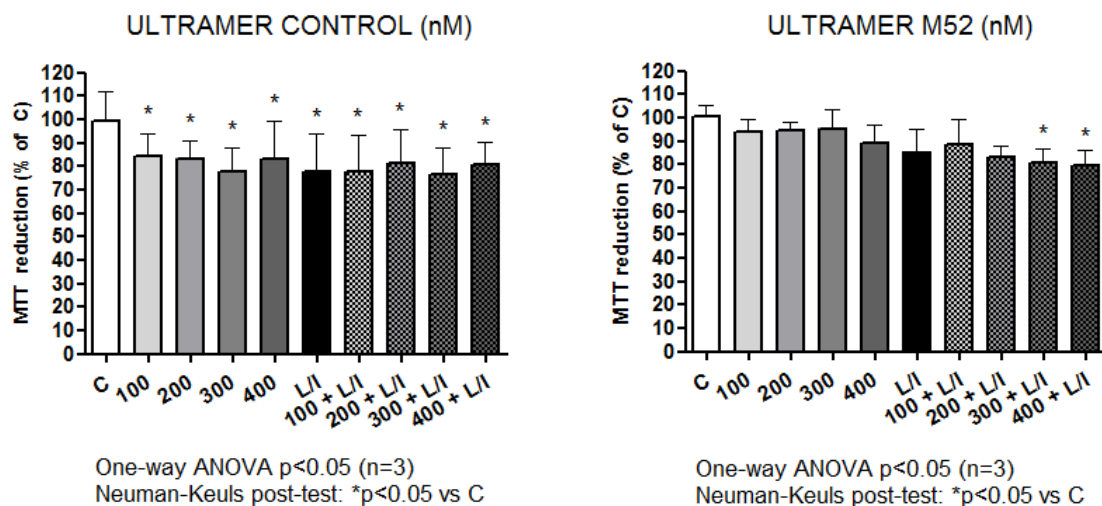 ULTRAMER CONTROL (nM)
MTT reduction (% of C)
120
110
100
90
80
70
60
50
40
30
20
10
0
* * * * * * * * *
C 100 200 300 400 L/I 100 + L/I 200 + L/I 300 + L/I 400 + L/I
One-way ANOVA p<0.05 (n=3)
Neuman-Keuls post-test: *p<0.05 vs C
ULTRAMER M52 (nM)
MTT reduction (% of C)
120
110
100
90
80
70
60
50
40
30
20
10
0
* *
C 100 200 300 400 L/I 100 + L/I 200 + L/I 300 + L/I 400 + L/I
One-way ANOVA p<0.05 (n=3)
Neuman-Keuls post-test: *p<0.05 vs C